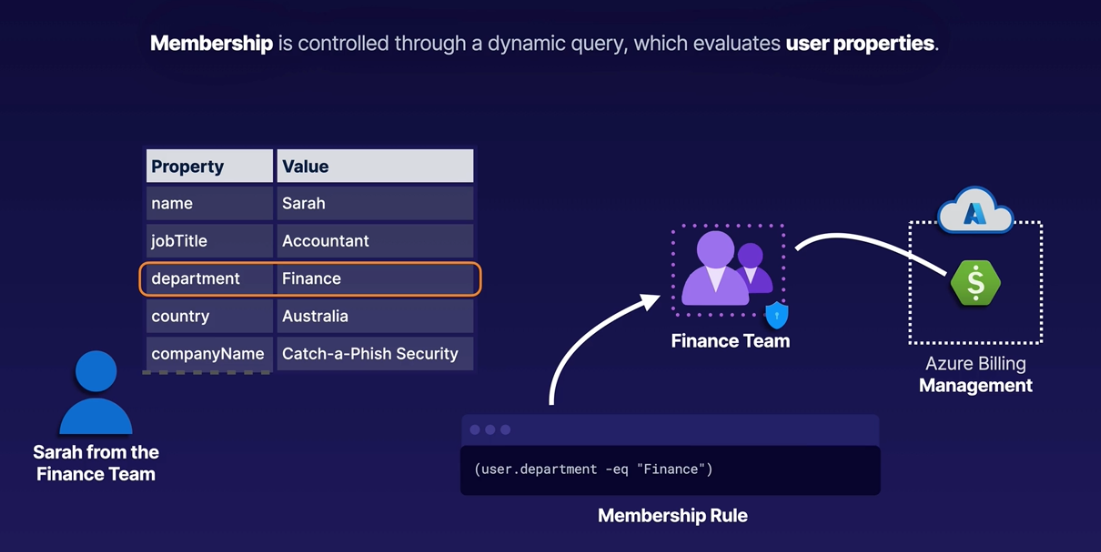 Membership is controlled through a dynamic query, which evaluates user properties.
Property Value
name Sarah
jobTitle Accountant
department Finance
country Australia
companyName Catch-a-Phish Security
Sarah from the
Finance Team
Finance Team
Azure Billing
Management
(user.department -eq "Finance")
Membership Rule